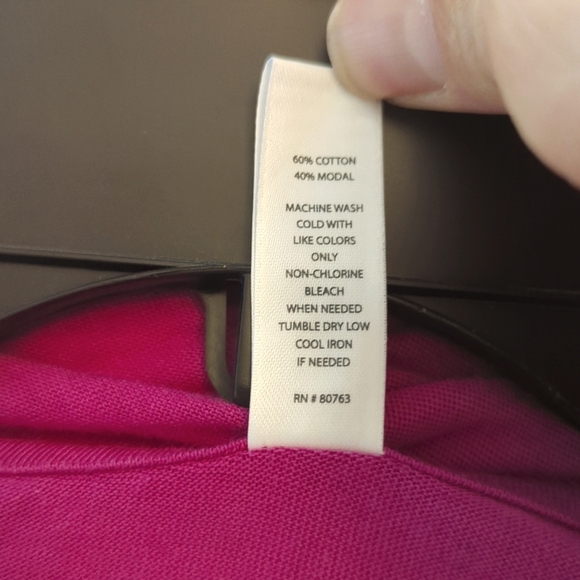 60% COTTON
40% MODAL
MACHINE WASH
COLD WITH
LIKE COLORS
ONLY
NON-CHLORINE
BLEACH
WHEN NEEDED
TUMBLE DRY LOW
COOL IRON
IF NEEDED
RN # 80763